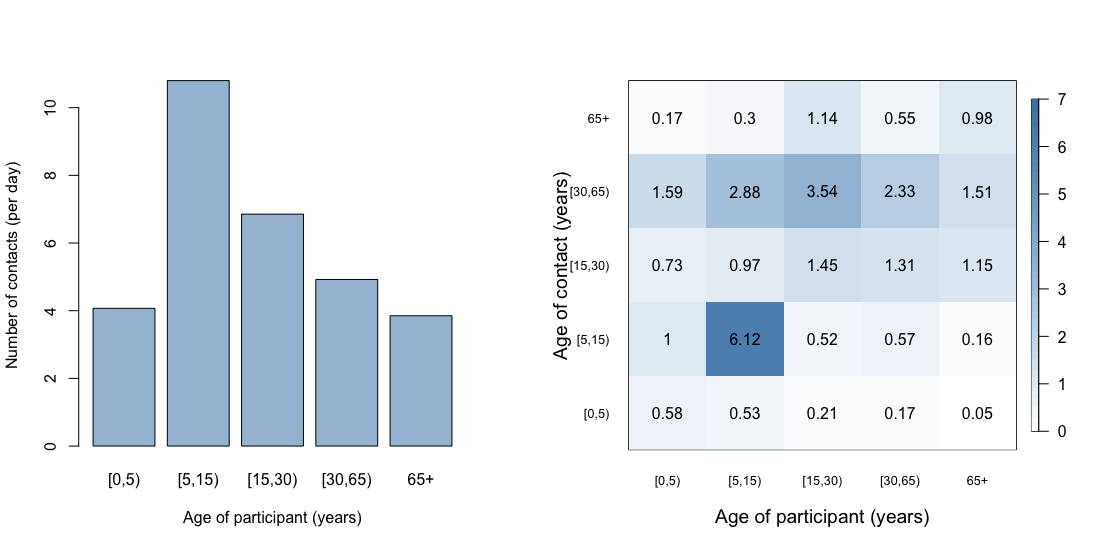 Number of contacts (per day)
10
8
6
4
2
0
[0,5) [5,15) [15,30) [30,65) 65+
Age of participant (years)
Age of contact (years)
65+ 0.17 0.3 1.14 0.55 0.98
[30,65) 1.59 2.88 3.54 2.33 1.51
[15,30) 0.73 0.97 1.45 1.31 1.15
[5,15) 1 6.12 0.52 0.57 0.16
[0,5) 0.58 0.53 0.21 0.17 0.05
[0,5) [5,15) [15,30) [30,65) 65+
Age of participant (years)
7
6
5
4
3
2
1
0